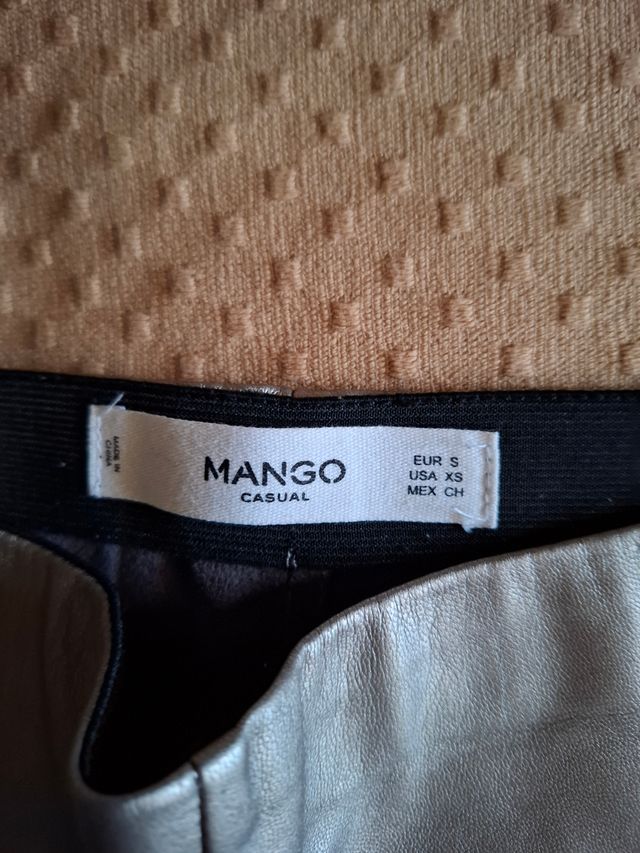 MADE IN
CHINA
MANGO
CASUAL
EUR S
USA XS
MEX CH